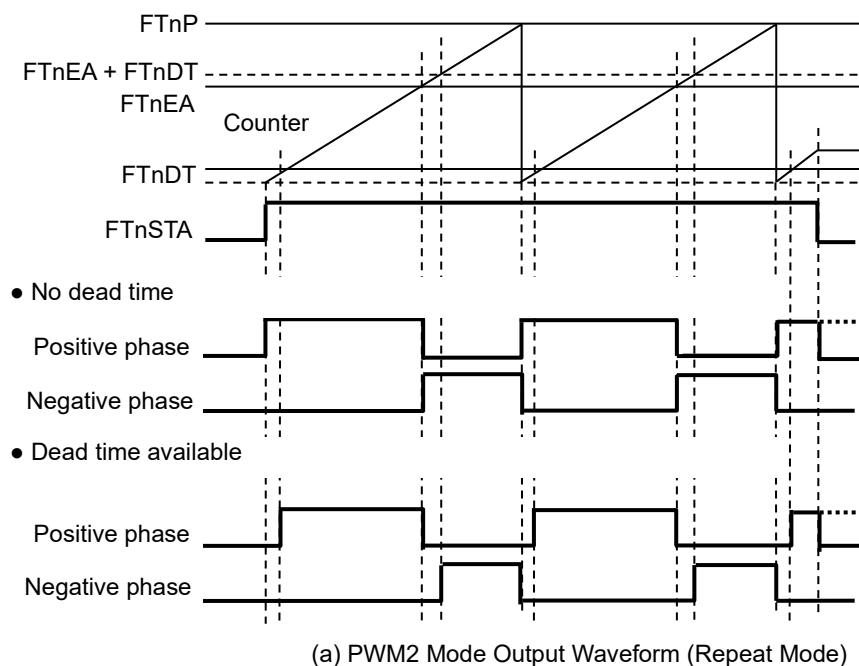 FTnP
FTnEA + FTnDT
FTnEA
Counter
FTnDT
FTnSTA
● No dead time
Positive phase
Negative phase
● Dead time available
Positive phase
Negative phase
(a) PWM2 Mode Output Waveform (Repeat Mode)